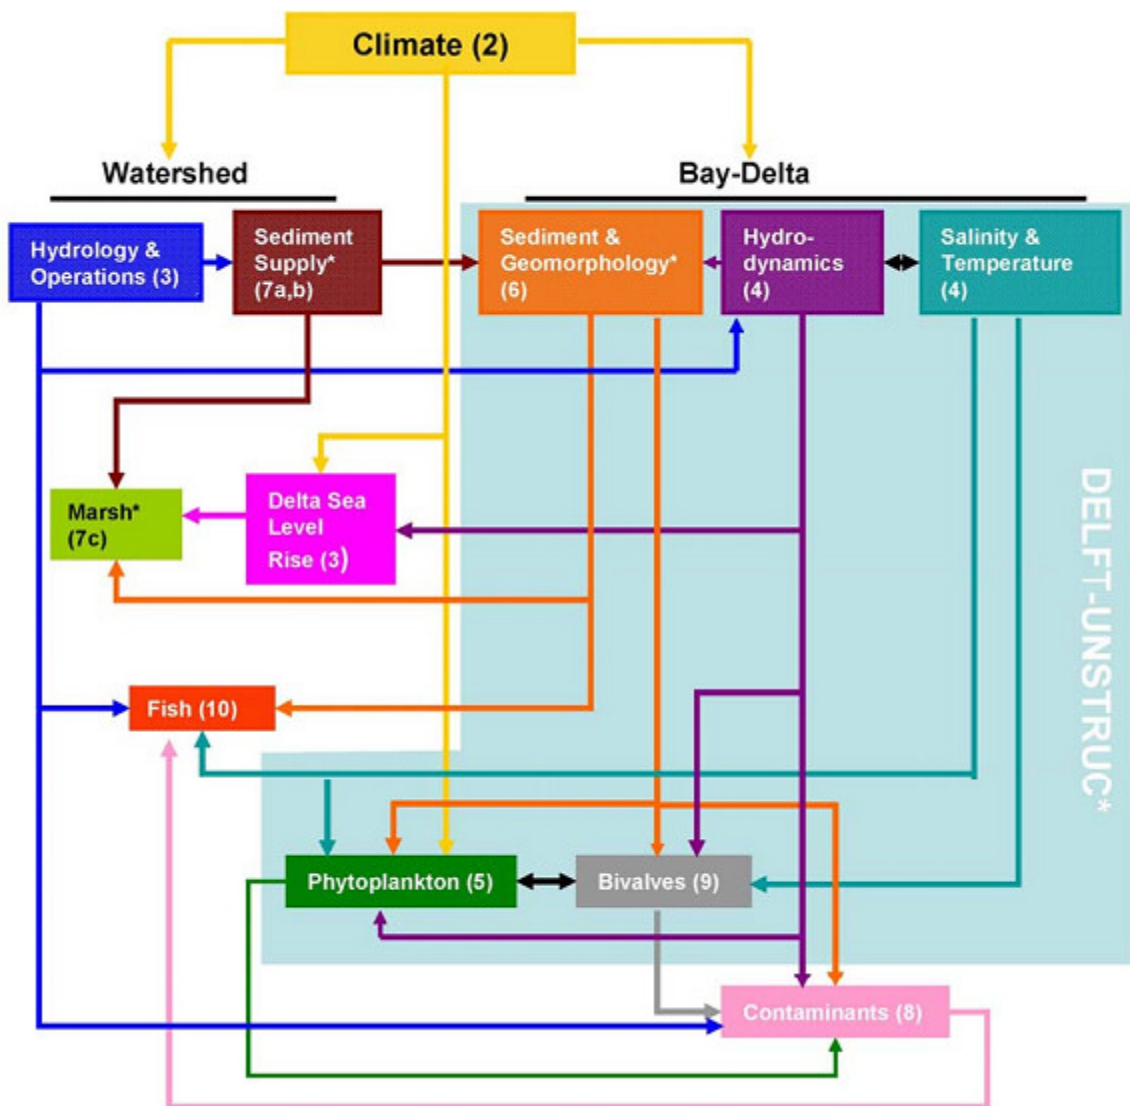 Climate (2)
Watershed
Bay-Delta
Hydrology &
Operations (3)
Sediment
Supply*
(7a,b)
Sediment &
Geomorphology*
(6)
Hydro-
dynamics
(4)
Salinity &
Temperature
(4)
Marsh*
(7c)
Delta Sea
Level
Rise (3)
DELFT-UNSTRUC*
Fish (10)
Phytoplankton (5)
Bivalves (9)
Contaminants (8)